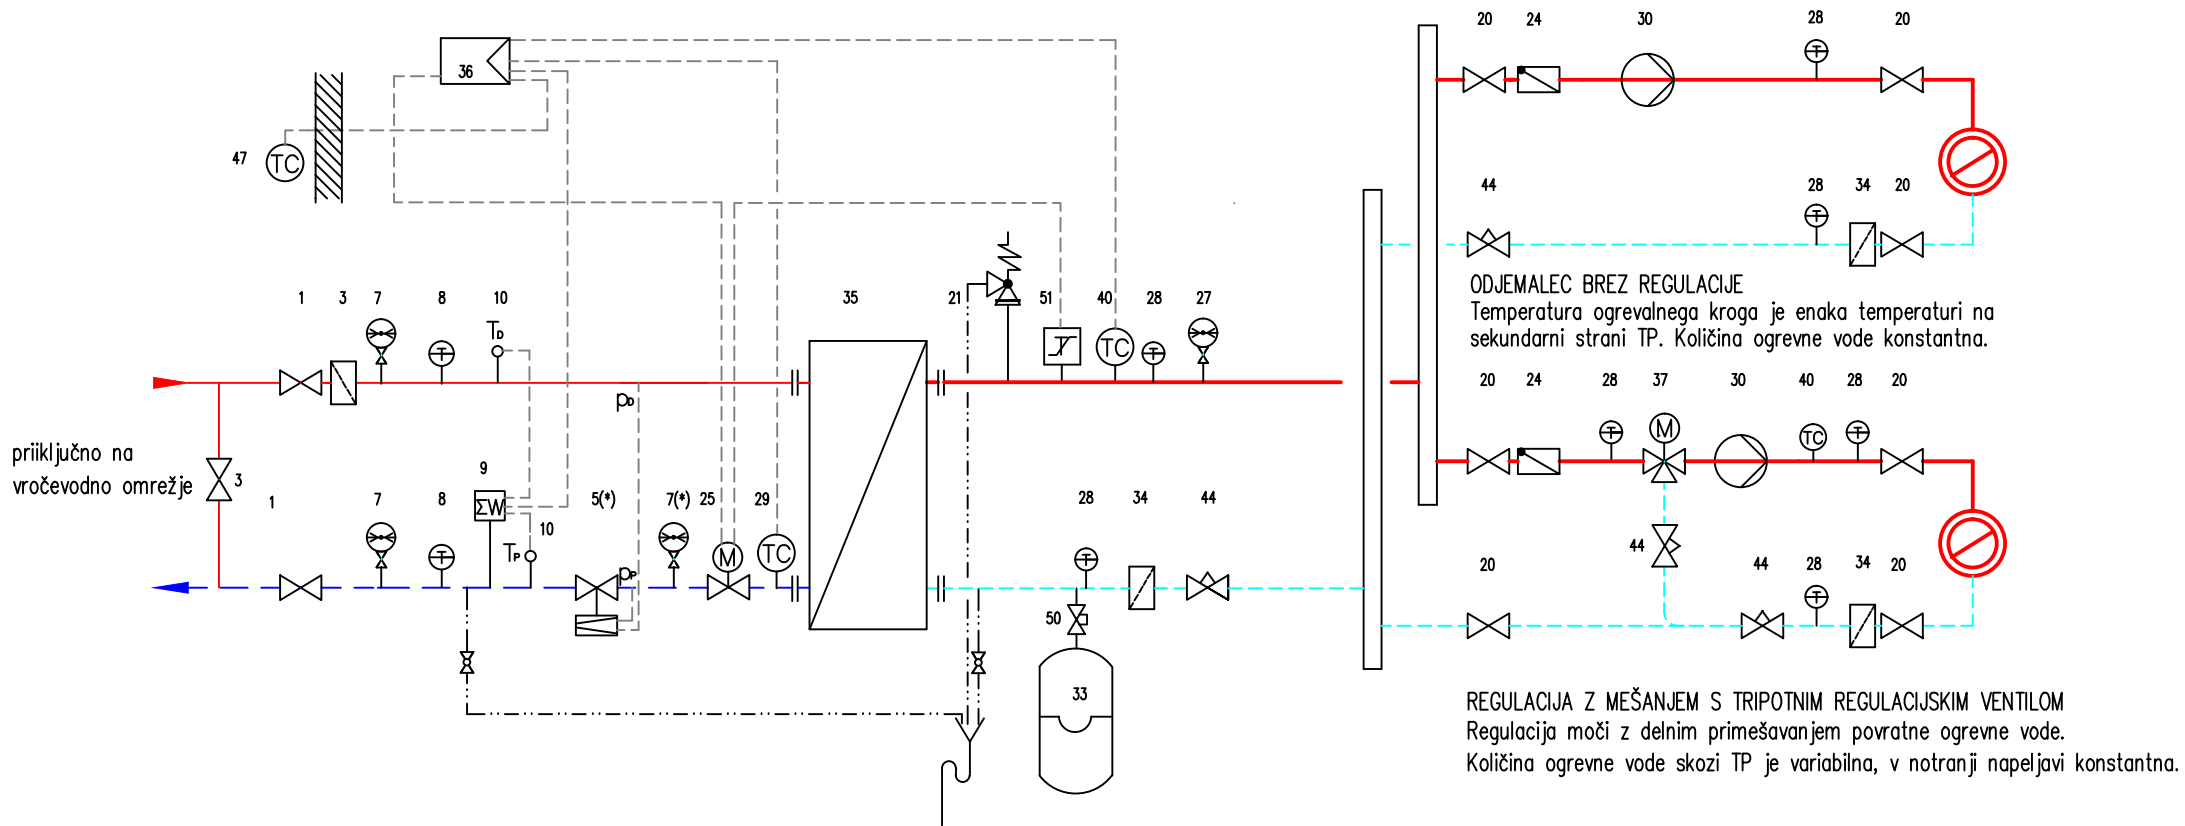 20 24 30 28 20
36
47 TC
44 28 34 20
ODJEMALEC BREZ REGULACIJE
Temperatura ogrevalnega kroga je enaka temperaturi na
sekundarni strani TP. Količina ogrevne vode konstantna.
1 3 7 8 10 35 21 51 40 28 27
T
TD
T
TC
T
pD
20 24 28 37 30 40 28 20
T
M
TC
T
priključno na
vročevodno omrežje
3
1 7 8 9 10 5(*) 7(*) 25 29
ΣW
T
TP
pP
M
TC
28 34 44
T
50
33
44
20 44 28 34 20
T
REGULACIJA Z MEŠANJEM S TRIPOTNIM REGULACIJSKIM VENTILOM
Regulacija moči z delnim primešavanjem povratne ogrevne vode.
Količina ogrevne vode skozi TP je variabilna, v notranji napeljavi konstantna.